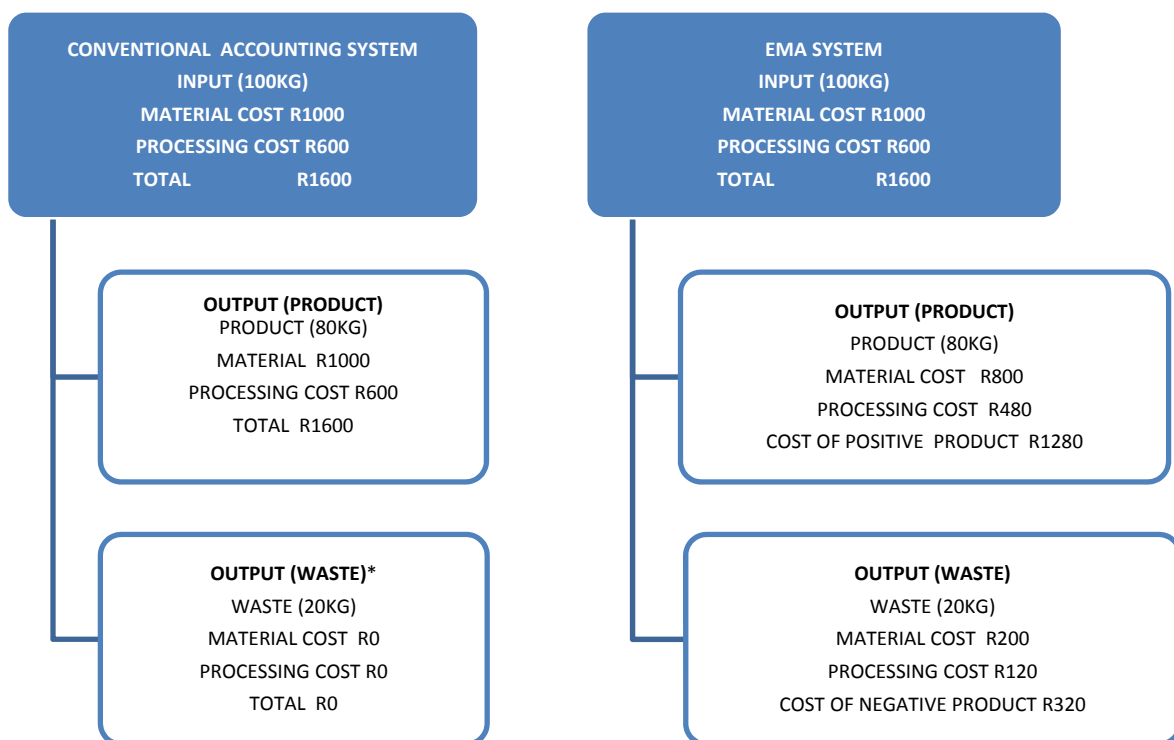 CONVENTIONAL ACCOUNTING SYSTEM
INPUT (100KG)
MATERIAL COST R1000
PROCESSING COST R600
TOTAL R1600
OUTPUT (PRODUCT)
PRODUCT (80KG)
MATERIAL R1000
PROCESSING COST R600
TOTAL R1600
OUTPUT (WASTE)*
WASTE (20KG)
MATERIAL COST R0
PROCESSING COST R0
TOTAL R0
EMA SYSTEM
INPUT (100KG)
MATERIAL COST R1000
PROCESSING COST R600
TOTAL R1600
OUTPUT (PRODUCT)
PRODUCT (80KG)
MATERIAL COST R800
PROCESSING COST R480
COST OF POSITIVE PRODUCT R1280
OUTPUT (WASTE)
WASTE (20KG)
MATERIAL COST R200
PROCESSING COST R120
COST OF NEGATIVE PRODUCT R320